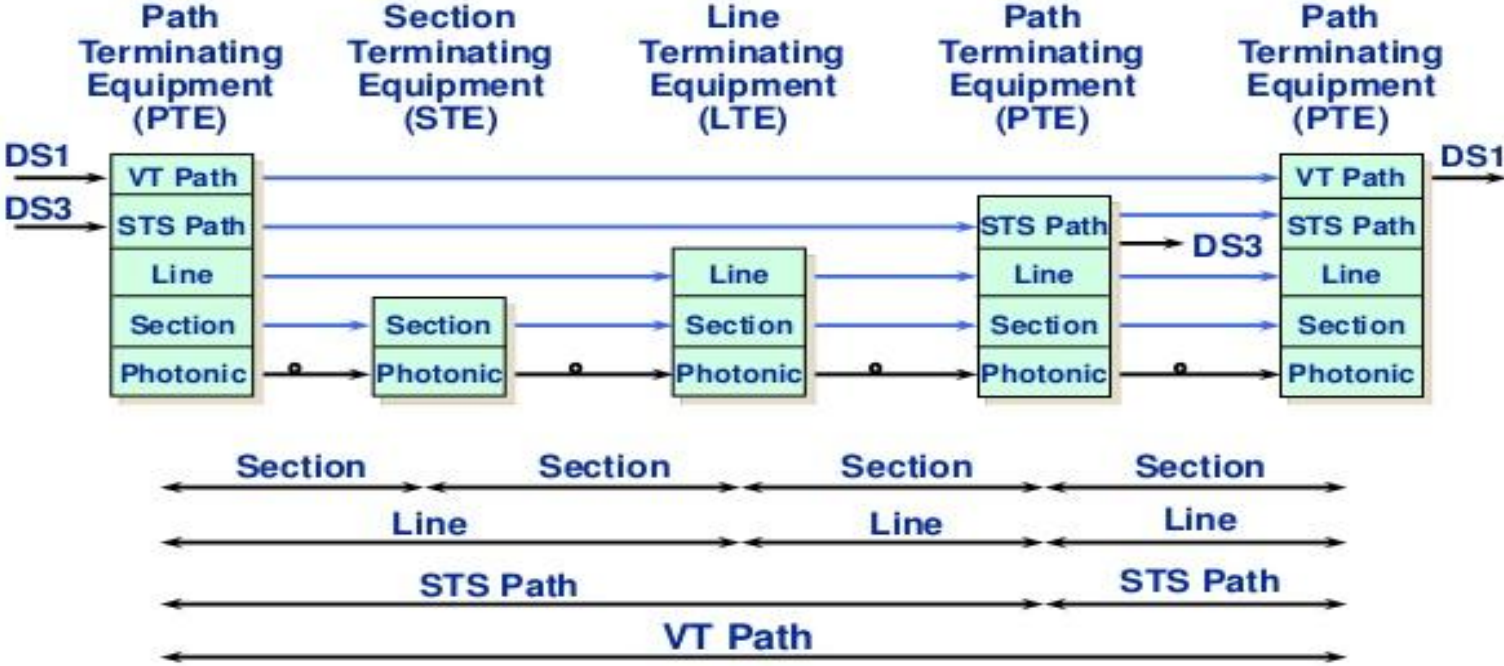 Path
Terminating
Equipment
(PTE)
Section
Terminating
Equipment
(STE)
Line
Terminating
Equipment
(LTE)
Path
Terminating
Equipment
(PTE)
Path
Terminating
Equipment
(PTE)
DS1
DS3
VT Path
STS Path
Line
Section
Photonic
Section
Photonic
Line
Section
Photonic
STS Path
Line
Section
Photonic
DS3
VT Path
STS Path
Line
Section
Photonic
DS1
Section
Section
Section
Section
Line
Line
Line
STS Path
STS Path
VT Path